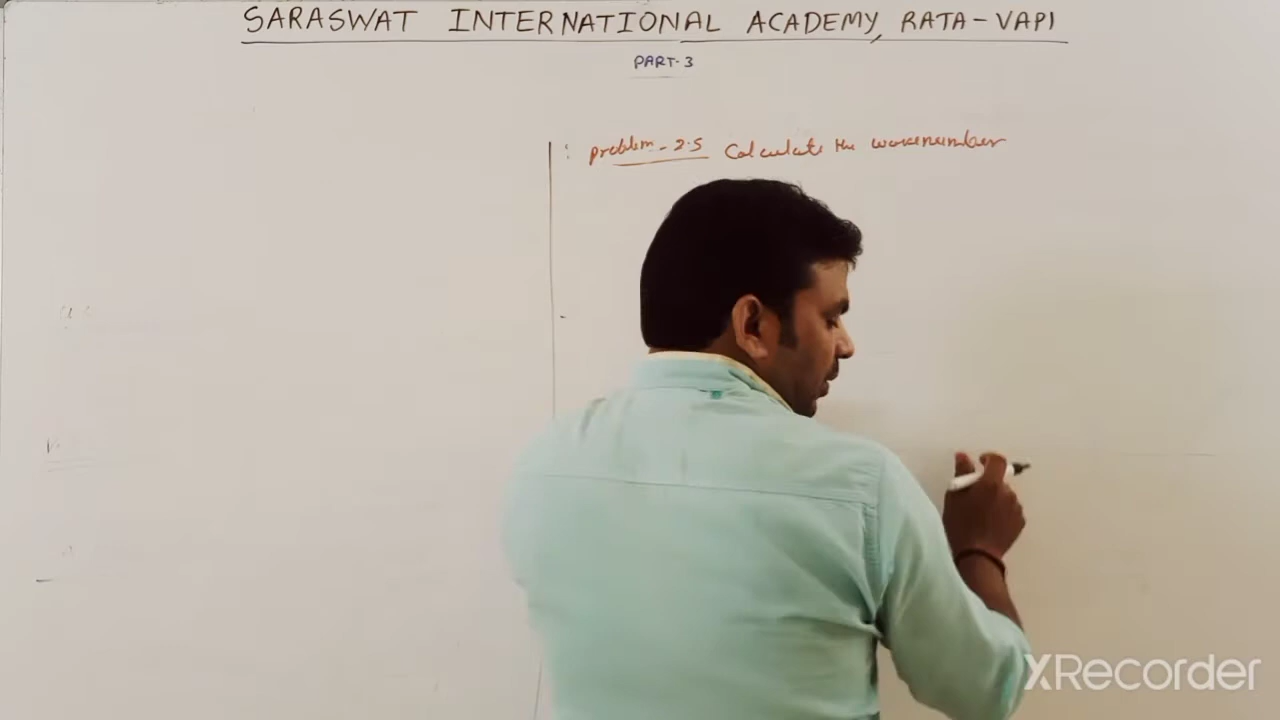 SARASWAT INTERNATIONAL ACADEMY, RATA-VAPI
PART-3
: Problem-2.5 Calculate the wavenumber
XRecorder